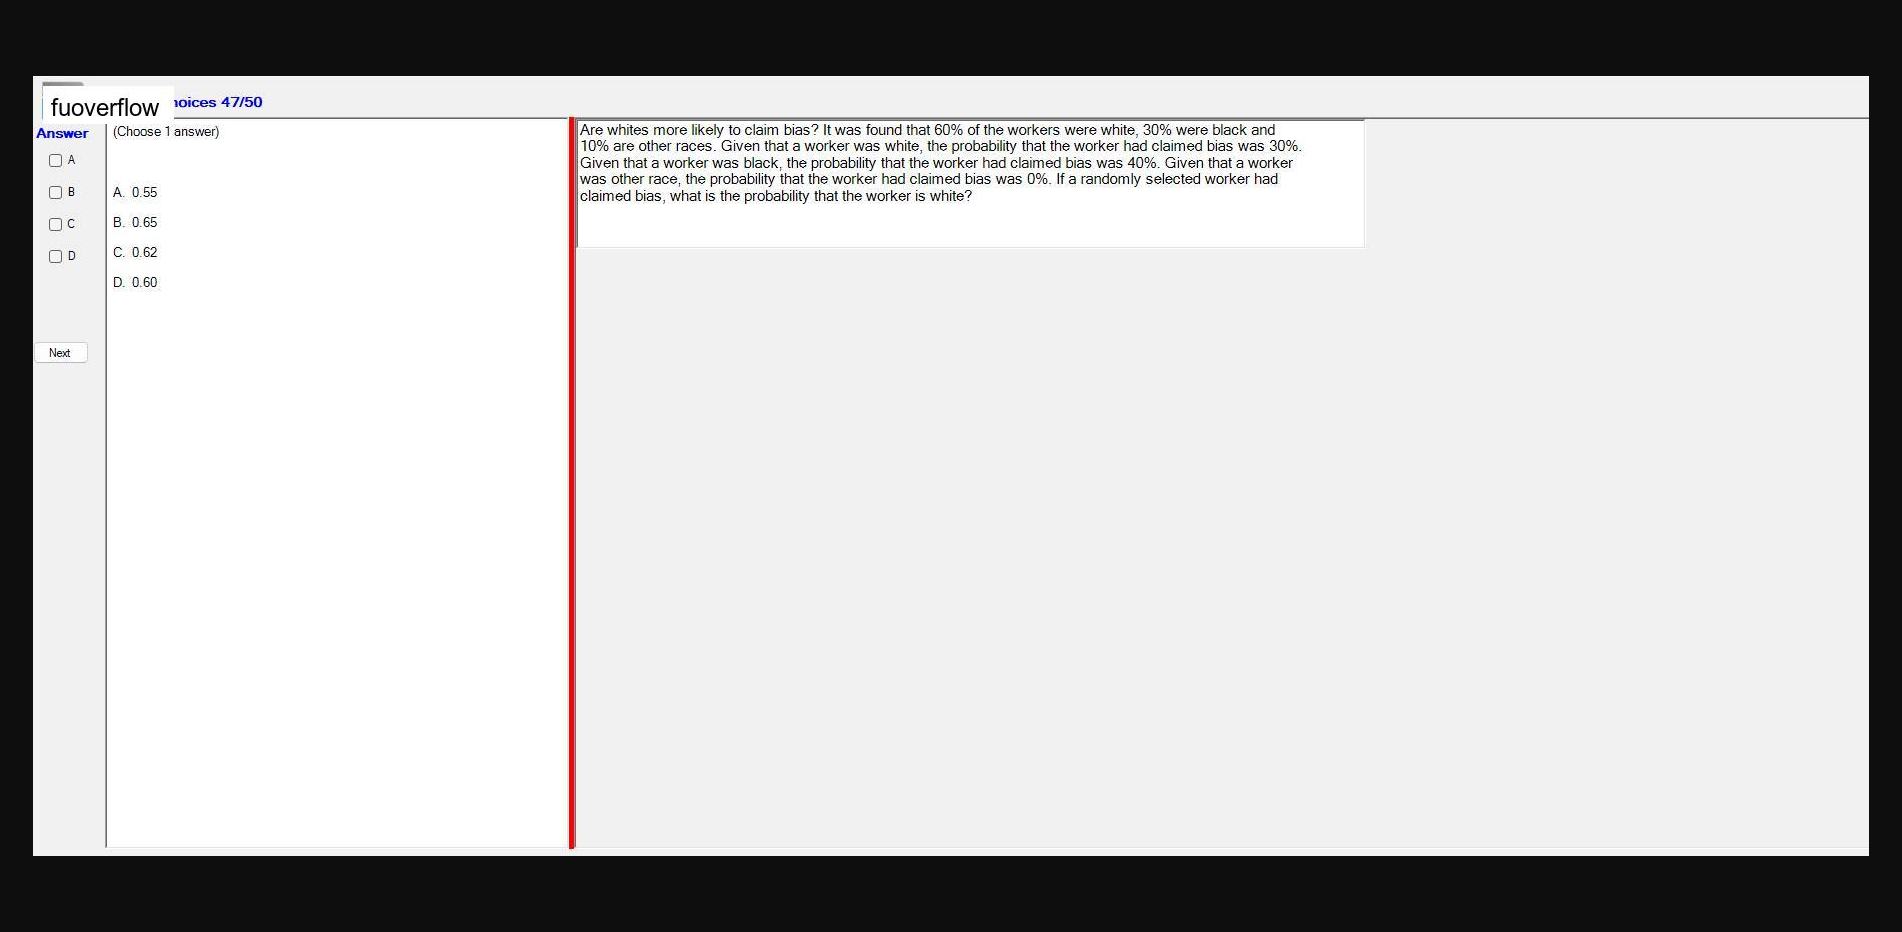 fuoverflow
hoices 47/50
Answer
(Choose 1 answer)
A
B
C
D
A. 0.55
B. 0.65
C. 0.62
D. 0.60
Next
Are whites more likely to claim bias? It was found that 60% of the workers were white, 30% were black and
10% are other races. Given that a worker was white, the probability that the worker had claimed bias was 30%.
Given that a worker was black, the probability that the worker had claimed bias was 40%. Given that a worker
was other race, the probability that the worker had claimed bias was 0%. If a randomly selected worker had
claimed bias, what is the probability that the worker is white?